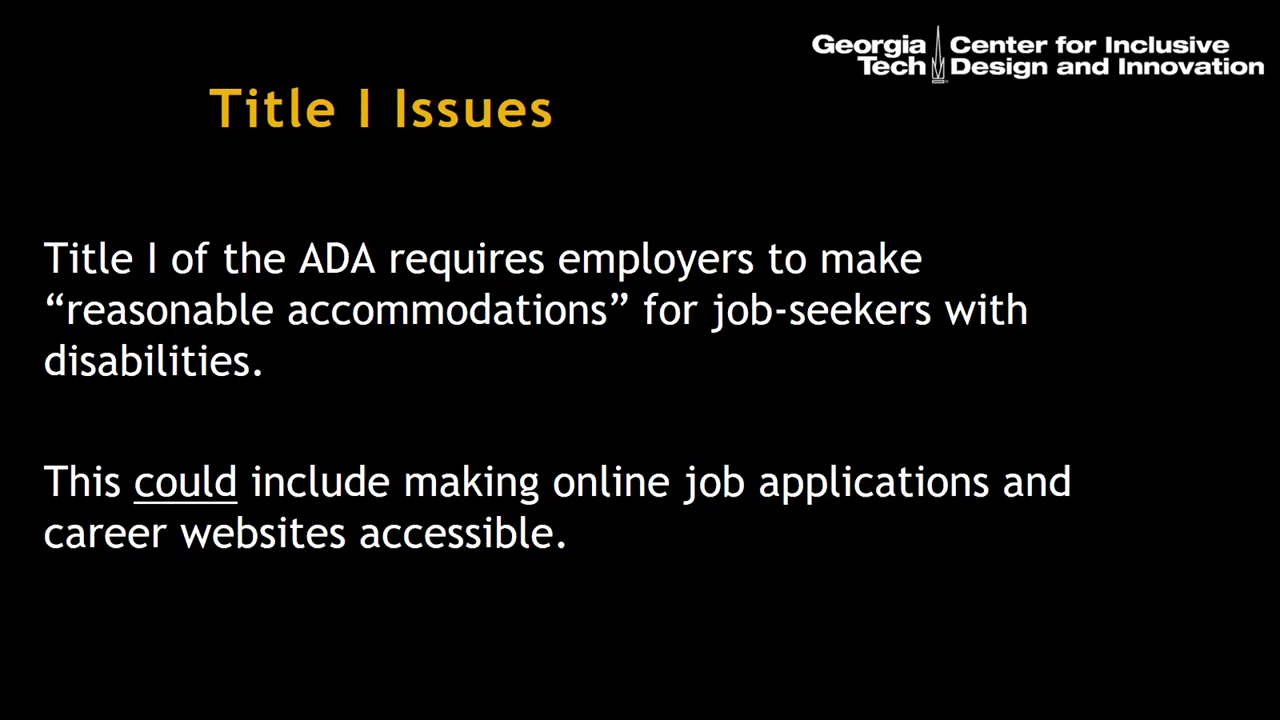 Georgia Tech Center for Inclusive Design and Innovation
Title I Issues
Title I of the ADA requires employers to make
“reasonable accommodations” for job-seekers with
disabilities.
This could include making online job applications and
career websites accessible.